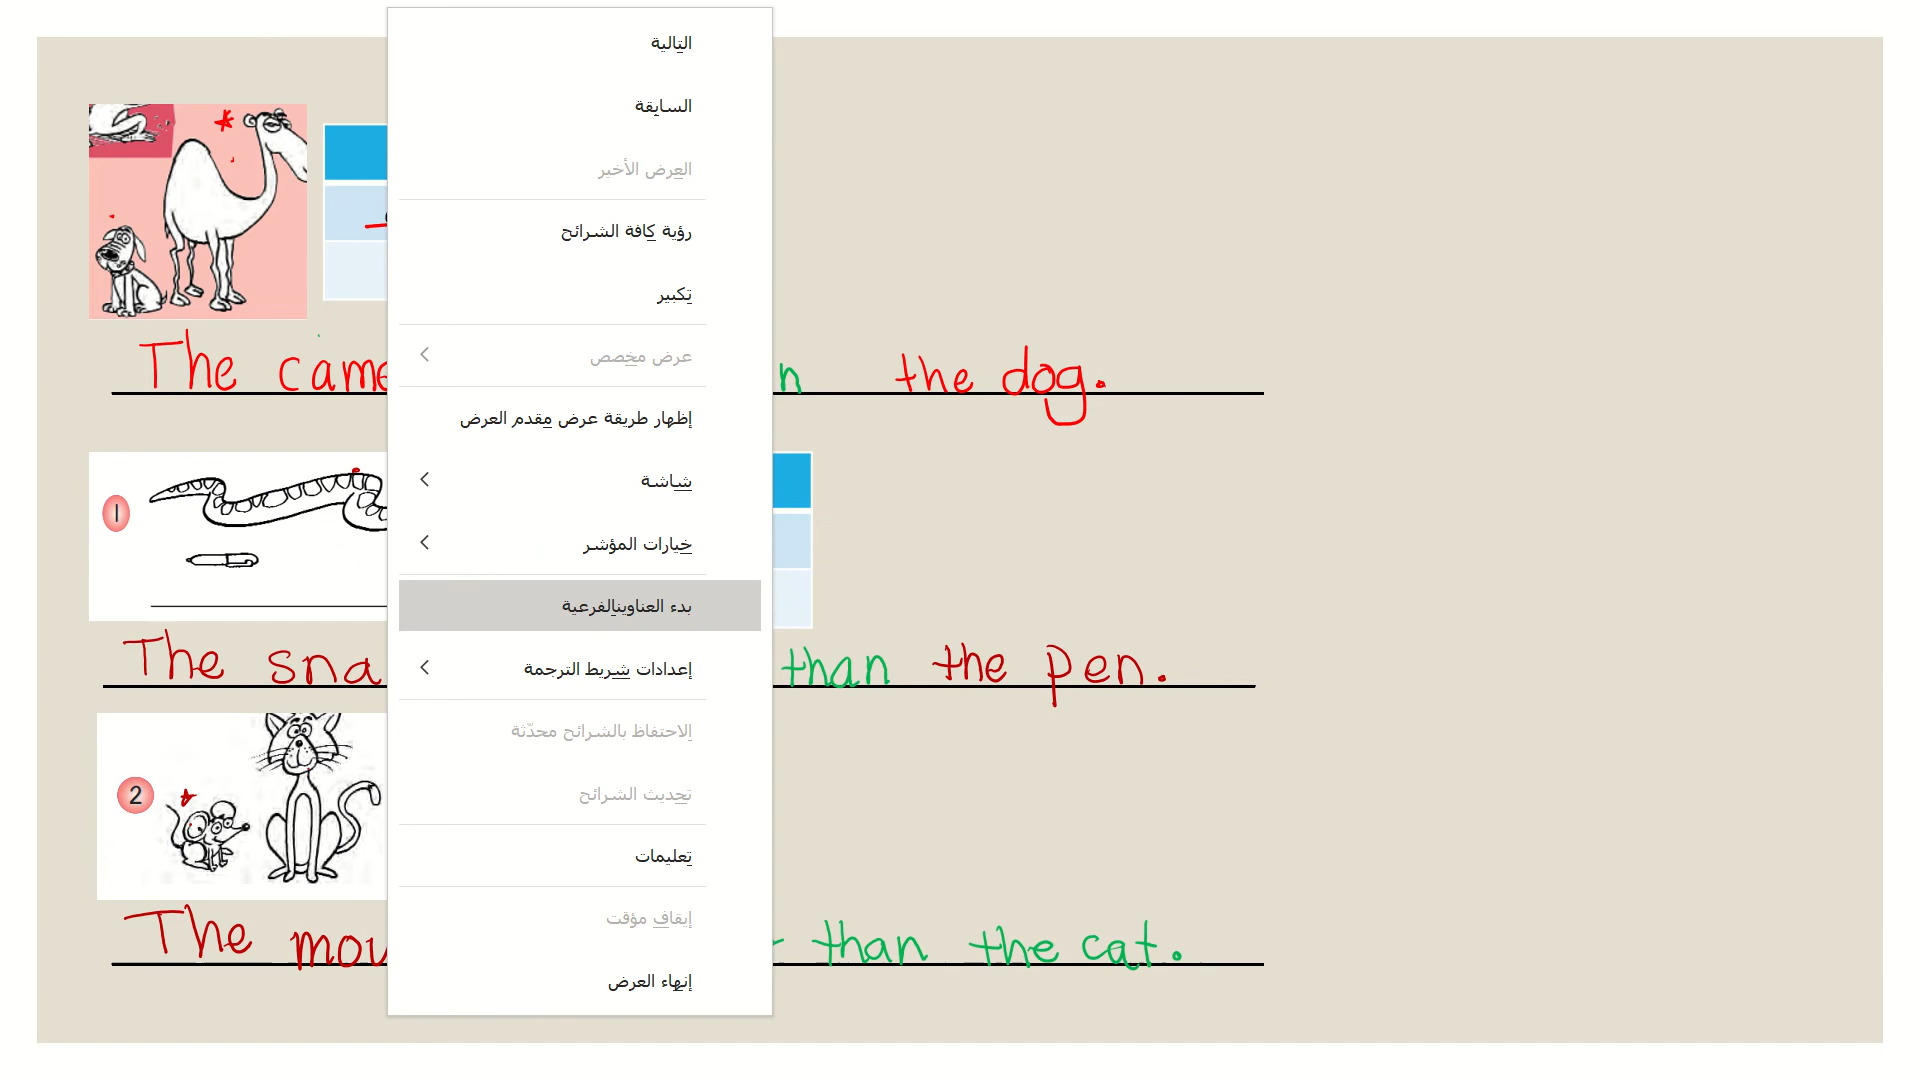 التالية
السابقة
العرض الأخير
رؤية كافة الشرائح
تكبير
عرض مخصص
إظهار طريقة عرض مقدم العرض
شاشة
خيارات المؤشر
بدء العناوينالفرعية
إعدادات شريط الترجمة
الاحتفاظ بالشرائح محدّثة
تحديث الشرائح
تعليمات
إيقاف مؤقت
إنهاء العرض
The came n the dog.
1
The sna than the pen.
2
The mou than the cat.